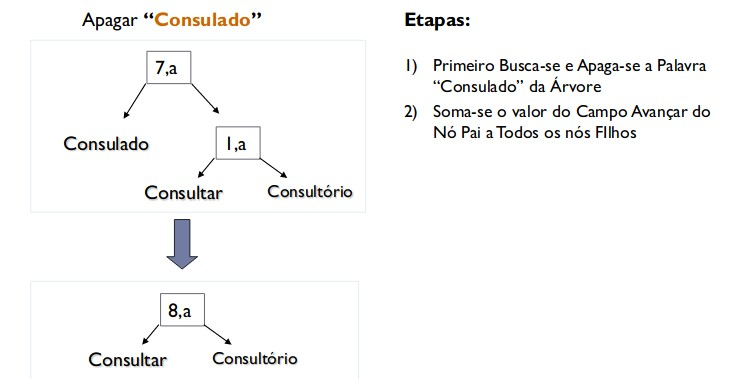 Apagar “Consulado”
7,a
Consulado
1,a
Consultar
Consultório
8,a
Consultar
Consultório
Etapas:
1) Primeiro Busca-se e Apaga-se a Palavra
“Consulado” da Árvore
2) Soma-se o valor do Campo Avançar do
Nó Pai a Todos os nós FIlhos